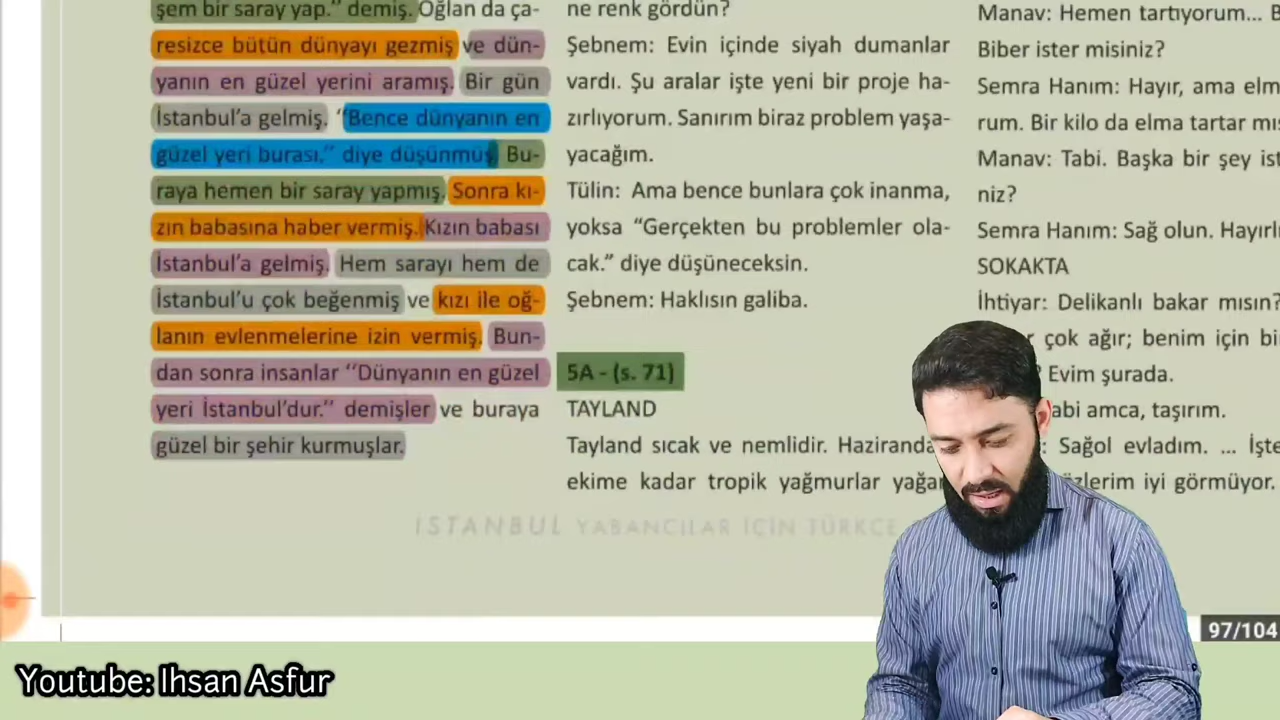 şem bir saray yap." demiş. Oğlan da ça-
resizce bütün dünyayı gezmiş ve dün-
yanın en güzel yerini aramış. Bir gün
İstanbul'a gelmiş. "Bence dünyanın en
güzel yeri burası." diye düşünmüş. Bu-
raya hemen bir saray yapmış. Sonra kı-
zın babasına haber vermiş. Kızın babası
İstanbul'a gelmiş. Hem sarayı hem de
İstanbul'u çok beğenmiş ve kızı ile oğ-
lanın evlenmelerine izin vermiş. Bun-
dan sonra insanlar "Dünyanın en güzel
yeri İstanbul'dur." demişler ve buraya
güzel bir şehir kurmuşlar.
ne renk gördün?
Şebnem: Evin içinde siyah dumanlar
vardı. Şu aralar işte yeni bir proje ha-
zırlıyorum. Sanırım biraz problem yaşa-
yacağım.
Tülin: Ama bence bunlara çok inanma,
yoksa "Gerçekten bu problemler ola-
cak." diye düşüneceksin.
Şebnem: Haklısın galiba.
5A - (s. 71)
TAYLAND
Tayland sıcak ve nemlidir. Haziranda
ekime kadar tropik yağmurlar yağa
Manav: Hemen tartıyorum... B
Biber ister misiniz?
Semra Hanım: Hayır, ama elm
rum. Bir kilo da elma tartar mıs
Manav: Tabi. Başka bir şey ist
niz?
Semra Hanım: Sağ olun. Hayırlı
SOKAKTA
İhtiyar: Delikanlı bakar mısın?
r çok ağır; benim için bi
? Evim şurada.
abi amca, taşırım.
: Sağol evladım. ... İşte
özlerim iyi görmüyor.
İSTANBUL YABANCILAR İÇİN TÜRKÇE
97/104
Youtube: Ihsan Asfur